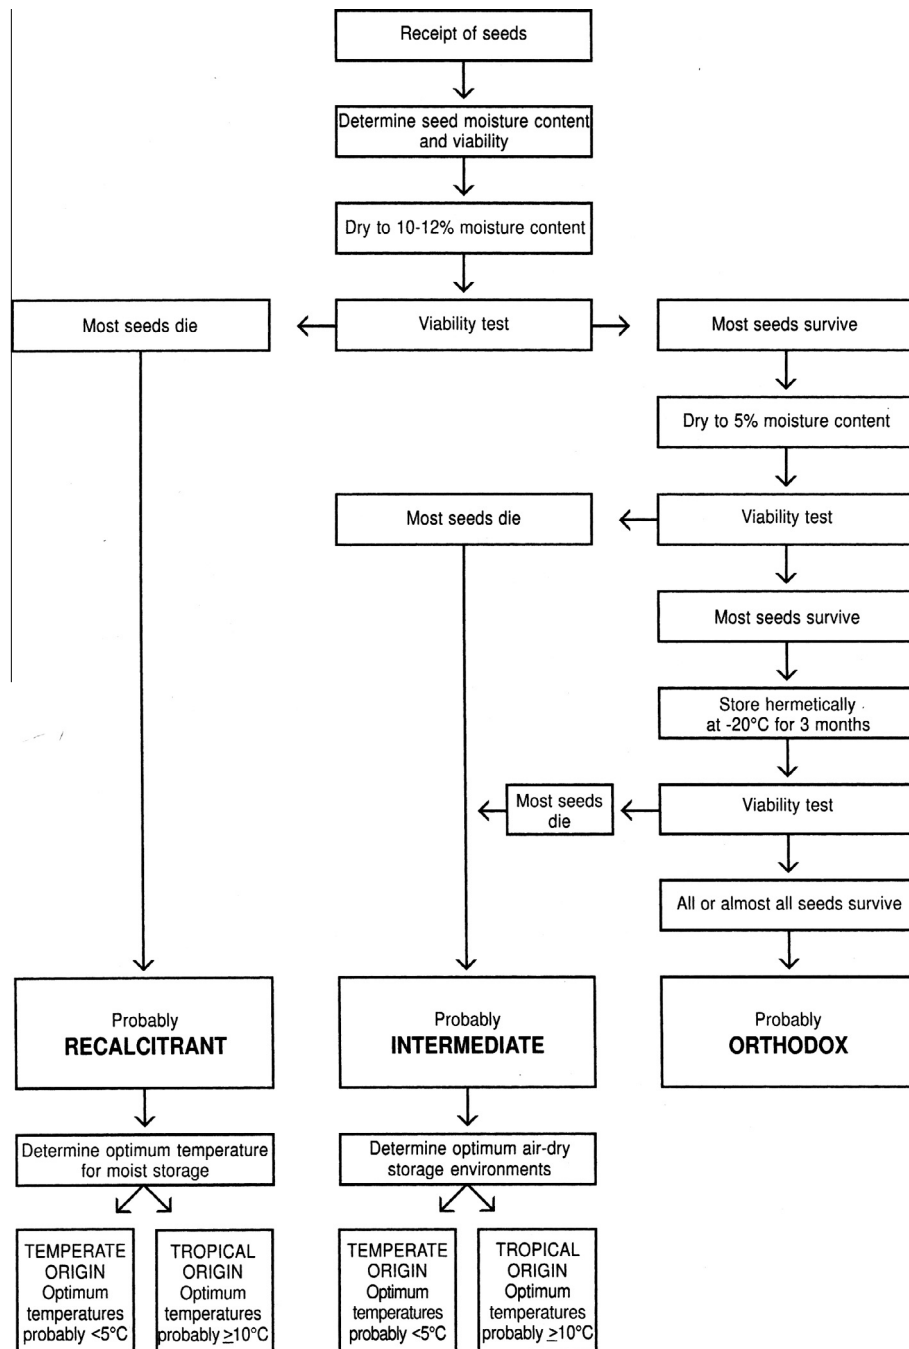 Receipt of seeds
Determine seed moisture content
and viability
Dry to 10-12% moisture content
Most seeds die
Viability test
Most seeds survive
Dry to 5% moisture content
Most seeds die
Viability test
Most seeds survive
Store hermetically
at -20°C for 3 months
Most seeds
die
Viability test
All or almost all seeds survive
Probably
RECALCITRANT
Probably
INTERMEDIATE
Probably
ORTHODOX
Determine optimum temperature
for moist storage
Determine optimum air-dry
storage environments
TEMPERATE
ORIGIN
Optimum
temperatures
probably <5°C
TROPICAL
ORIGIN
Optimum
temperatures
probably ≥10°C
TEMPERATE
ORIGIN
Optimum
temperatures
probably <5°C
TROPICAL
ORIGIN
Optimum
temperatures
probably ≥10°C